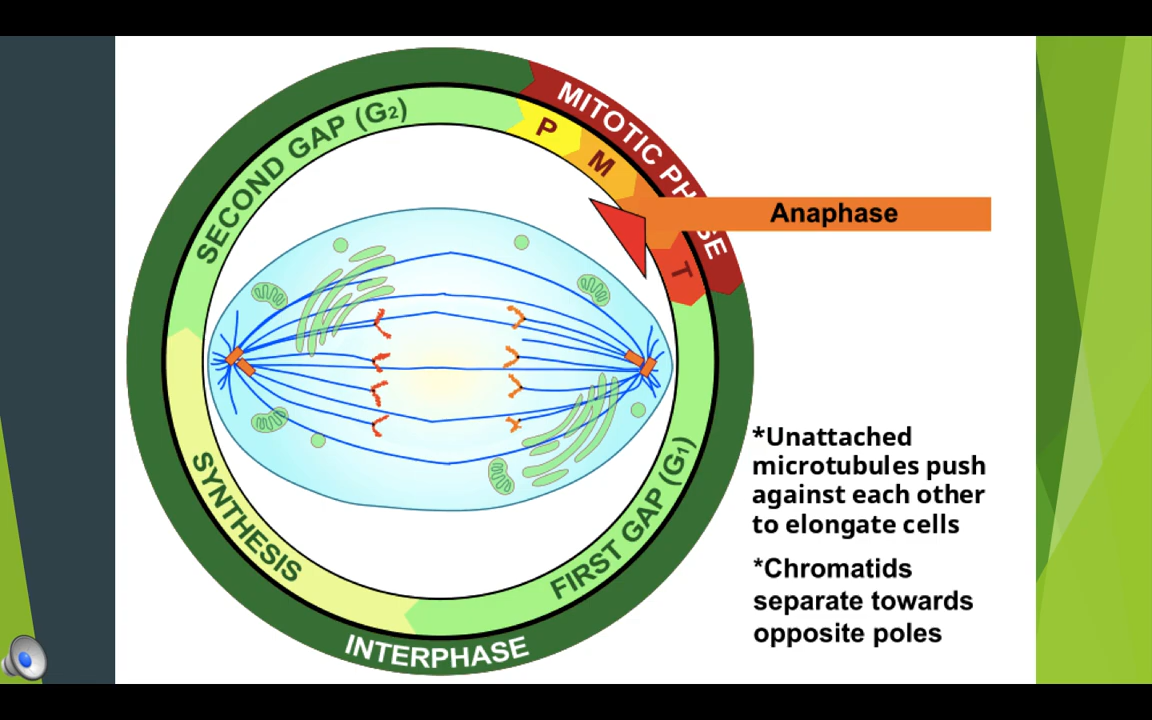 SECOND GAP (G₂)
MITOTIC PHASE
P
M
T
Anaphase
SYNTHESIS
FIRST GAP (G₁)
INTERPHASE
*Unattached
microtubules push
against each other
to elongate cells
*Chromatids
separate towards
opposite poles